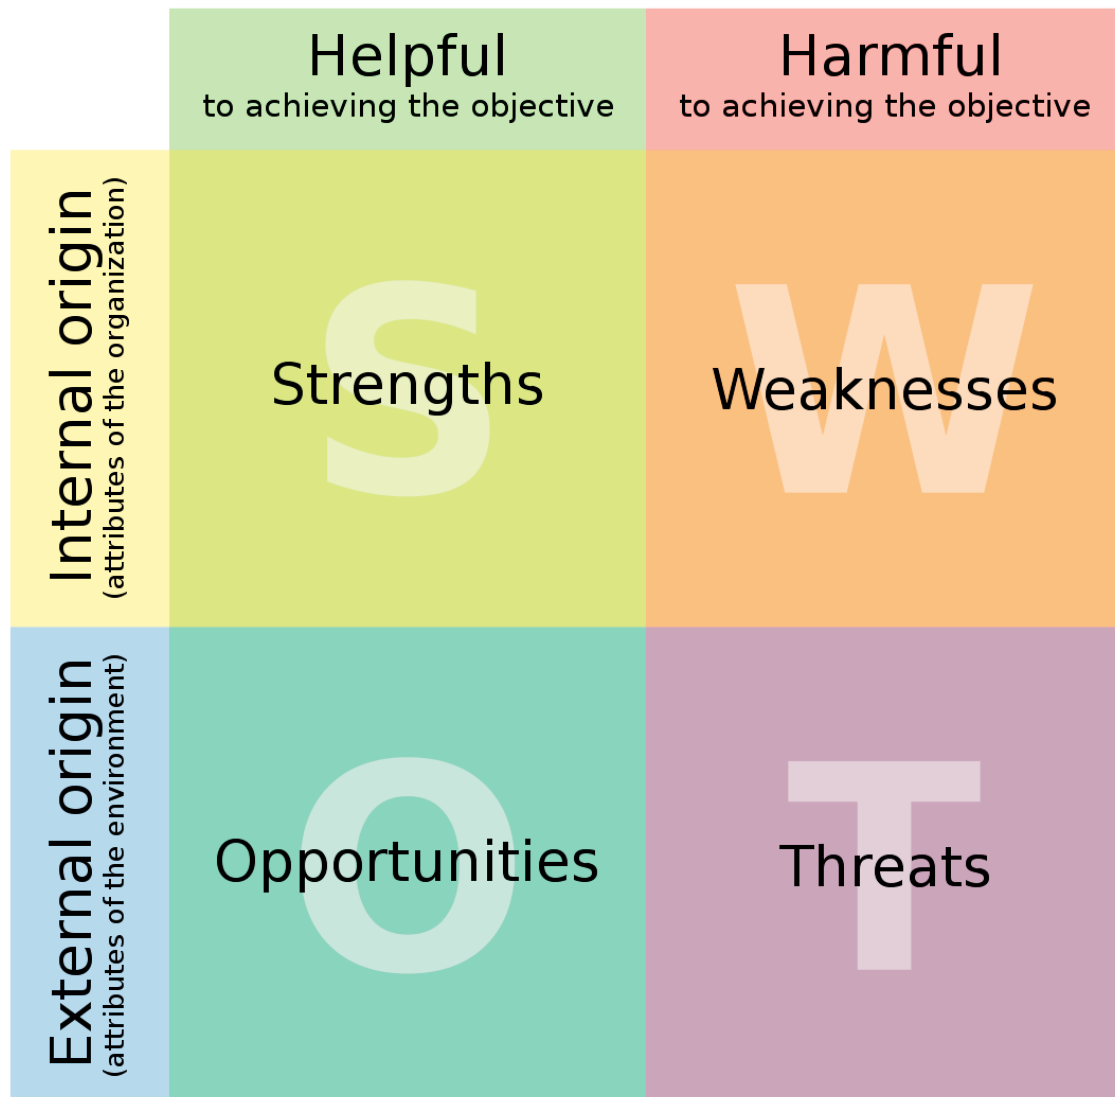 Helpful
to achieving the objective
Harmful
to achieving the objective
Internal origin
(attributes of the organization)
S
Strengths
W
Weaknesses
External origin
(attributes of the environment)
O
Opportunities
T
Threats